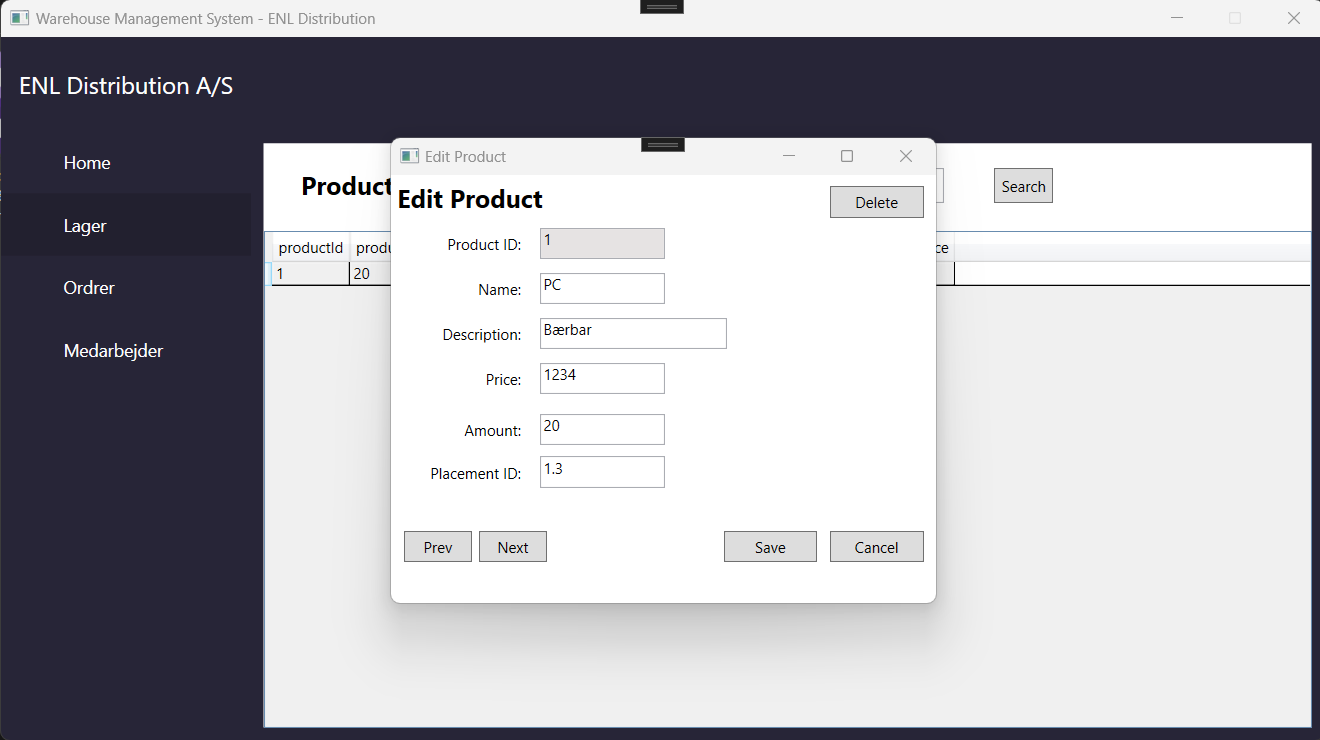 Warehouse Management System - ENL Distribution
ENL Distribution A/S
Home
Lager
Ordrer
Medarbejder
Product
Search
productId
1
20
Edit Product
Edit Product
Delete
Product ID: 1
Name: PC
Description: Bærbar
Price: 1234
Amount: 20
Placement ID: 1.3
Prev Next Save Cancel